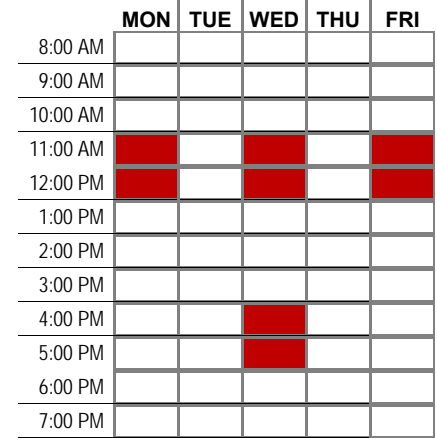 MON TUE WED THU FRI
8:00 AM
9:00 AM
10:00 AM
11:00 AM
12:00 PM
1:00 PM
2:00 PM
3:00 PM
4:00 PM
5:00 PM
6:00 PM
7:00 PM